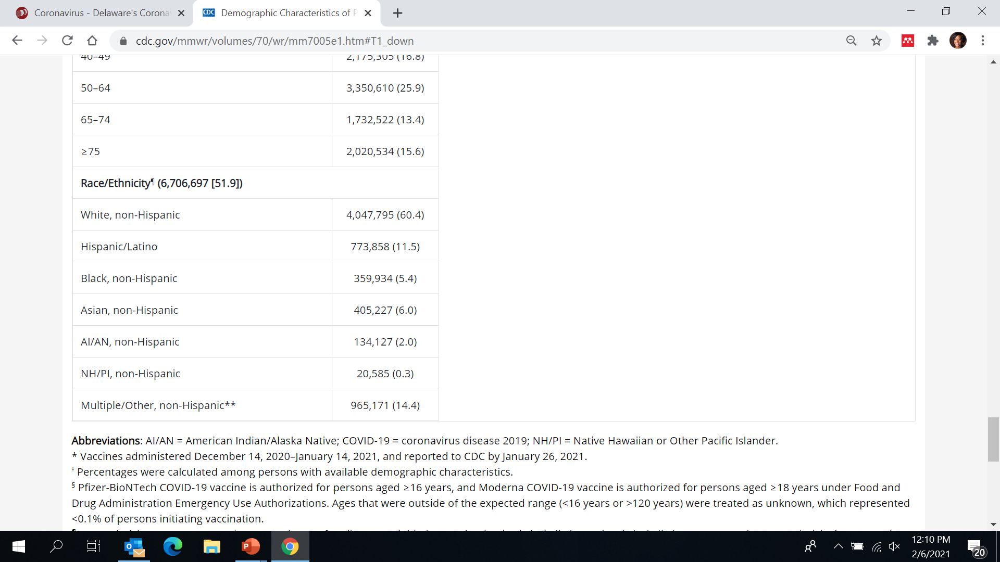 Coronavirus - Delaware's Corona
CDC Demographic Characteristics of P
cdc.gov/mmwr/volumes/70/wr/mm7005e1.htm#T1_down
40–49 2,175,305 (16.8)
50–64 3,350,610 (25.9)
65–74 1,732,522 (13.4)
≥75 2,020,534 (15.6)
Race/Ethnicity¶ (6,706,697 [51.9])
White, non-Hispanic 4,047,795 (60.4)
Hispanic/Latino 773,858 (11.5)
Black, non-Hispanic 359,934 (5.4)
Asian, non-Hispanic 405,227 (6.0)
AI/AN, non-Hispanic 134,127 (2.0)
NH/PI, non-Hispanic 20,585 (0.3)
Multiple/Other, non-Hispanic** 965,171 (14.4)
Abbreviations: AI/AN = American Indian/Alaska Native; COVID-19 = coronavirus disease 2019; NH/PI = Native Hawaiian or Other Pacific Islander.
* Vaccines administered December 14, 2020–January 14, 2021, and reported to CDC by January 26, 2021.
† Percentages were calculated among persons with available demographic characteristics.
§ Pfizer-BioNTech COVID-19 vaccine is authorized for persons aged ≥16 years, and Moderna COVID-19 vaccine is authorized for persons aged ≥18 years under Food and
Drug Administration Emergency Use Authorizations. Ages that were outside of the expected range (<16 years or >120 years) were treated as unknown, which represented
<0.1% of persons initiating vaccination.
12:10 PM
2/6/2021
20